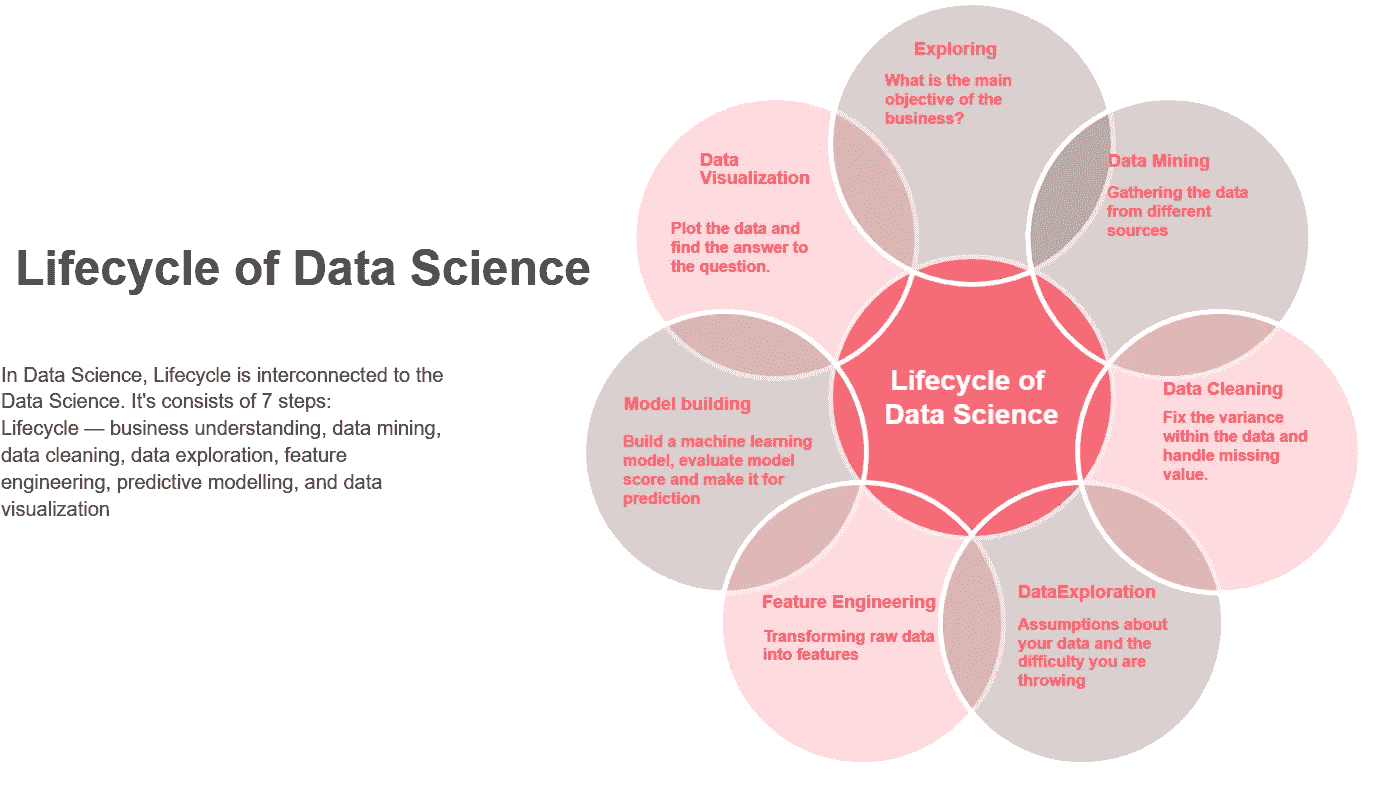 Lifecycle of Data Science
In Data Science, Lifecycle is interconnected to the
Data Science. It's consists of 7 steps:
Lifecycle — business understanding, data mining,
data cleaning, data exploration, feature
engineering, predictive modelling, and data
visualization
Exploring
What is the main
objective of the
business?
Data Mining
Gathering the data
from different
sources
Data Cleaning
Fix the variance
within the data and
handle missing
value.
DataExploration
Assumptions about
your data and the
difficulty you are
throwing
Feature Engineering
Transforming raw data
into features
Model building
Build a machine learning
model, evaluate model
score and make it for
prediction
Data
Visualization
Plot the data and
find the answer to
the question.
Lifecycle of
Data Science